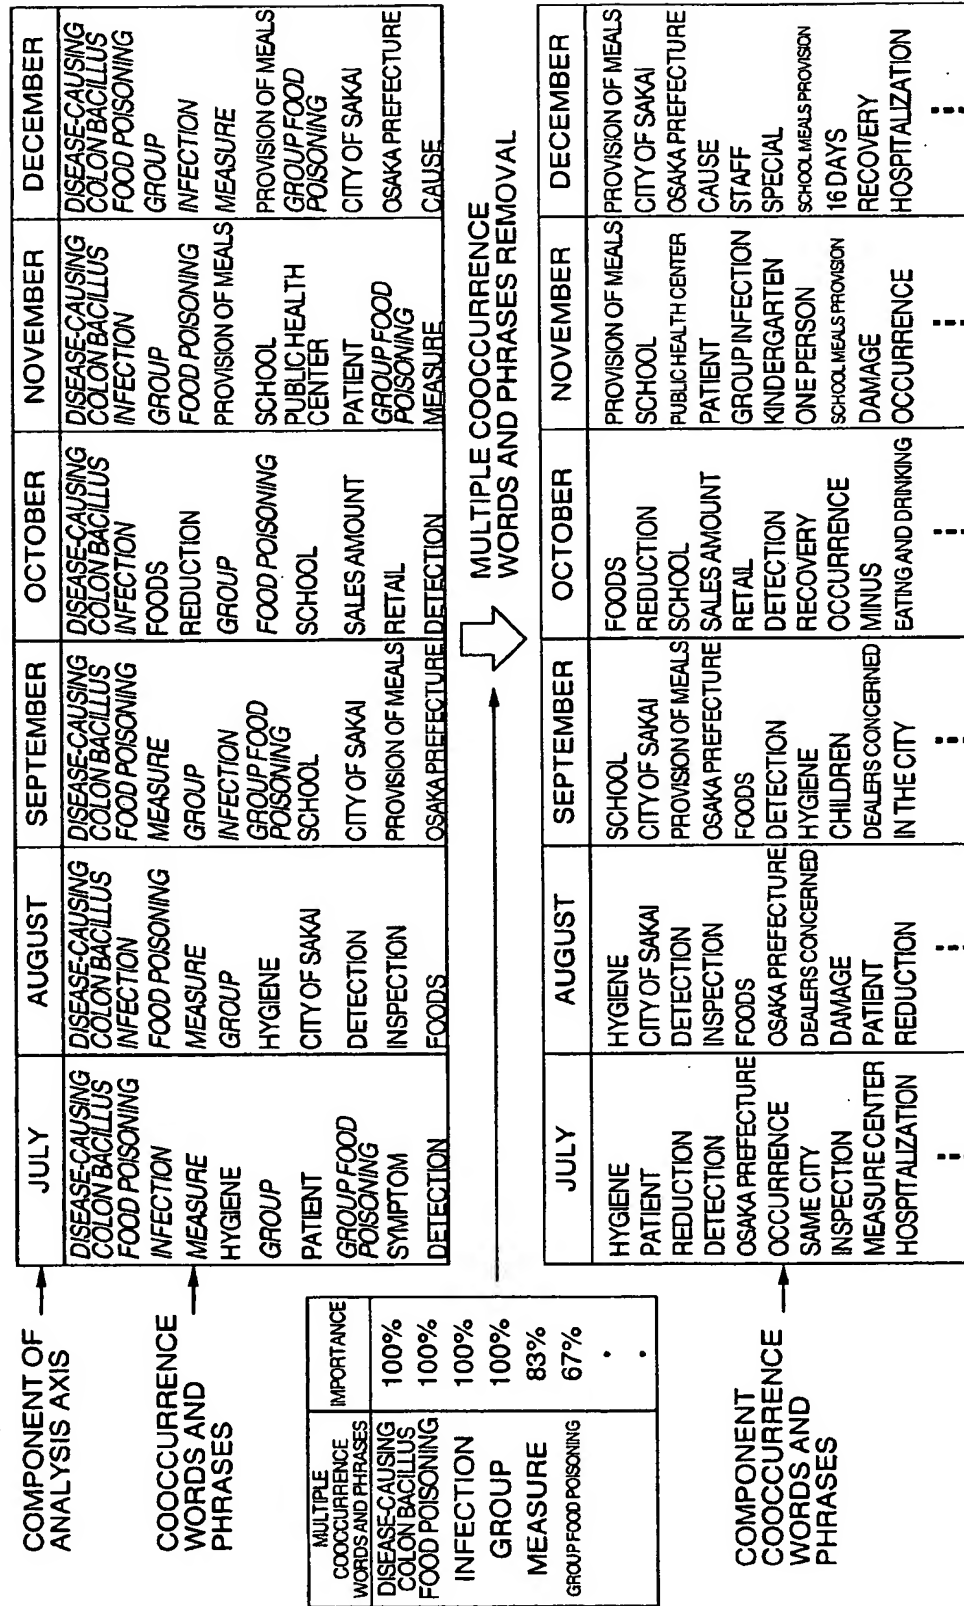 COMPONENT OF
ANALYSIS AXIS
COOCCURRENCE
WORDS AND
PHRASES
JULY
DISEASE-CAUSING
COLON BACILLUS
FOOD POISONING
INFECTION
MEASURE
HYGIENE
GROUP
PATIENT
GROUP FOOD
POISONING
SYMPTOM
DETECTION
AUGUST
DISEASE-CAUSING
COLON BACILLUS
INFECTION
FOOD POISONING
MEASURE
GROUP
HYGIENE
CITY OF SAKAI
DETECTION
INSPECTION
FOODS
SEPTEMBER
DISEASE-CAUSING
COLON BACILLUS
FOOD POISONING
MEASURE
GROUP
INFECTION
GROUP FOOD
POISONING
SCHOOL
CITY OF SAKAI
PROVISION OF MEALS
OSAKA PREFECTURE
OCTOBER
DISEASE-CAUSING
COLON BACILLUS
INFECTION
FOODS
REDUCTION
GROUP
FOOD POISONING
SCHOOL
SALES AMOUNT
RETAIL
DETECTION
NOVEMBER
DISEASE-CAUSING
COLON BACILLUS
INFECTION
GROUP
FOOD POISONING
PROVISION OF MEALS
SCHOOL
PUBLIC HEALTH
CENTER
PATIENT
GROUP FOOD
POISONING
MEASURE
DECEMBER
DISEASE-CAUSING
COLON BACILLUS
FOOD POISONING
GROUP
INFECTION
MEASURE
PROVISION OF MEALS
GROUP FOOD
POISONING
CITY OF SAKAI
OSAKA PREFECTURE
CAUSE
MULTIPLE
COOCCURRENCE
WORDS AND PHRASES
IMPORTANCE
DISEASE-CAUSING
COLON BACILLUS 100%
FOOD POISONING 100%
INFECTION 100%
GROUP 100%
MEASURE 83%
GROUP FOOD POISONING 67%
MULTIPLE COOCCURRENCE
WORDS AND PHRASES REMOVAL
COMPONENT
COOCCURRENCE
WORDS AND
PHRASES
JULY
HYGIENE
PATIENT
REDUCTION
DETECTION
OSAKA PREFECTURE
OCCURRENCE
SAME CITY
INSPECTION
MEASURE CENTER
HOSPITALIZATION
AUGUST
HYGIENE
CITY OF SAKAI
DETECTION
INSPECTION
FOODS
OSAKA PREFECTURE
DEALERS CONCERNED
DAMAGE
PATIENT
REDUCTION
SEPTEMBER
SCHOOL
CITY OF SAKAI
PROVISION OF MEALS
OSAKA PREFECTURE
FOODS
DETECTION
HYGIENE
CHILDREN
DEALERS CONCERNED
IN THE CITY
OCTOBER
FOODS
REDUCTION
SCHOOL
SALES AMOUNT
RETAIL
DETECTION
RECOVERY
OCCURRENCE
MINUS
EATING AND DRINKING
NOVEMBER
PROVISION OF MEALS
SCHOOL
PUBLIC HEALTH CENTER
PATIENT
GROUP INFECTION
KINDERGARTEN
ONE PERSON
SCHOOL MEALS PROVISION
DAMAGE
OCCURRENCE
DECEMBER
PROVISION OF MEALS
CITY OF SAKAI
OSAKA PREFECTURE
CAUSE
STAFF
SPECIAL
SCHOOL MEALS PROVISION
16 DAYS
RECOVERY
HOSPITALIZATION